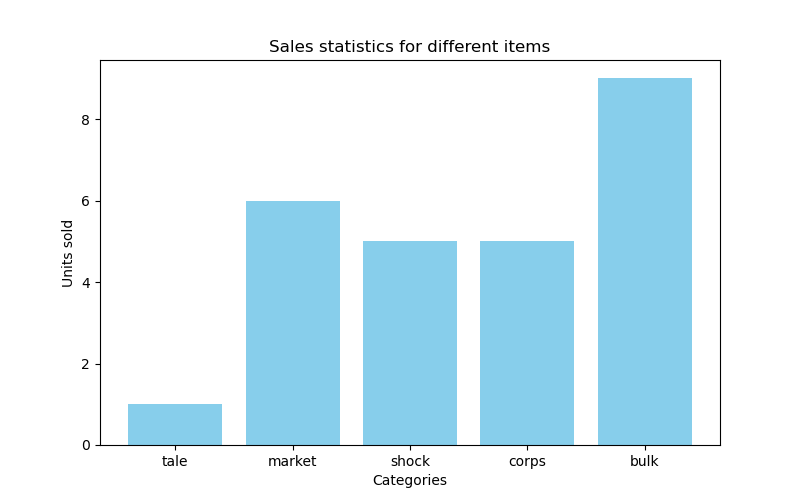 Sales statistics for different items
Units sold
8
6
4
2
0
tale market shock corps bulk
Categories